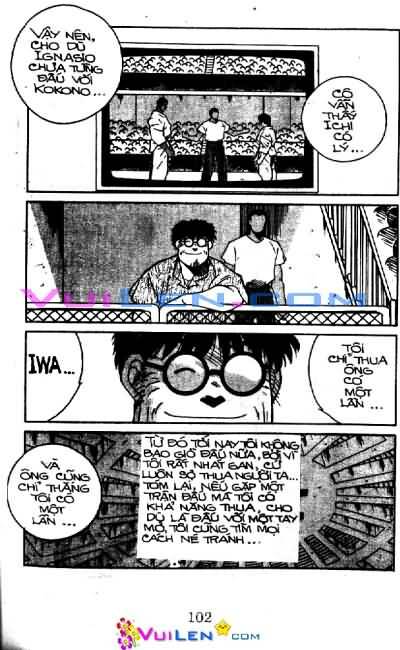 VẬY NÊN,
CHO DÙ
IGNASIO
CHƯA TỪNG
ĐẤU VỚI
KOKONO...
CÔ
VẪN
THẤY
ICHI
CÓ
LÝ...
VUILEN.COM
IWA...
TÔI
CHỈ THUA
ÔNG
CÓ
MỘT
LẦN...
VÀ
ÔNG CŨNG
CHỈ THẮNG
TÔI CÓ
MỘT
LẦN...
TỪ ĐÓ TỚI NAY TÔI KHÔNG
BAO GIỜ ĐẤU NỮA, BỞI VÌ
TÔI RẤT NHÁT GAN, CỨ
LUÔN SỢ THUA NGƯỜI TA...
TÓM LẠI, NẾU GẶP MỘT
TRẬN ĐẤU MÀ TÔI CÓ
KHẢ NĂNG THUA, CHO
DÙ LÀ ĐẤU VỚI MỘT TAY
MƠ, TÔI CŨNG TÌM MỌI
CÁCH NÉ TRÁNH...
102
VUILEN.COM